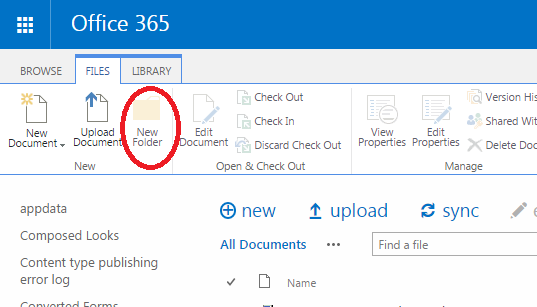 Office 365
BROWSE FILES LIBRARY
New Document
Upload Document
New Folder
New
Edit Document
Check Out
Check In
Discard Check Out
Open & Check Out
View Properties
Edit Properties
Version His
Shared Wit
Delete Doc
Manage
appdata
Composed Looks
Content type publishing
error log
Converted Forms
new upload sync
All Documents ... Find a file
Name